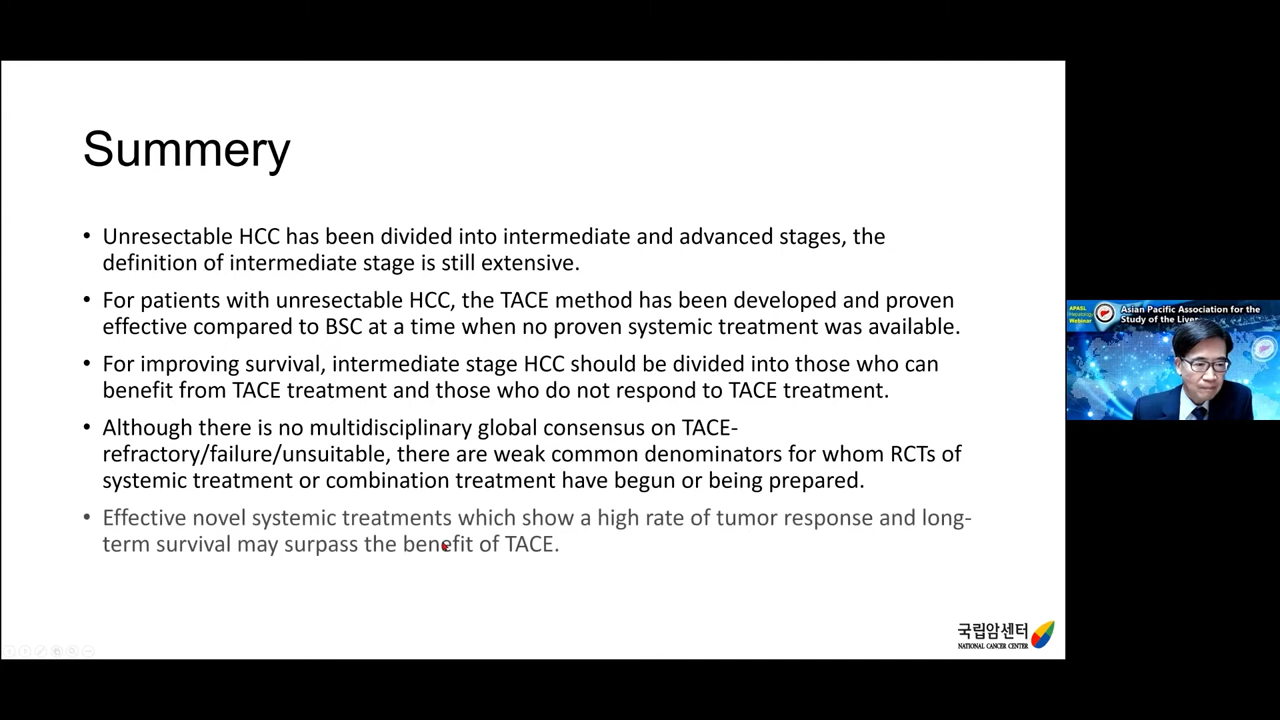 Summery
• Unresectable HCC has been divided into intermediate and advanced stages, the
definition of intermediate stage is still extensive.
• For patients with unresectable HCC, the TACE method has been developed and proven
effective compared to BSC at a time when no proven systemic treatment was available.
• For improving survival, intermediate stage HCC should be divided into those who can
benefit from TACE treatment and those who do not respond to TACE treatment.
• Although there is no multidisciplinary global consensus on TACE-
refractory/failure/unsuitable, there are weak common denominators for whom RCTs of
systemic treatment or combination treatment have begun or being prepared.
• Effective novel systemic treatments which show a high rate of tumor response and long-
term survival may surpass the benefit of TACE.
국립암센터
NATIONAL CANCER CENTER
APASL
Hepatology
Webinar
Asian Pacific Association for the
Study of the Liver